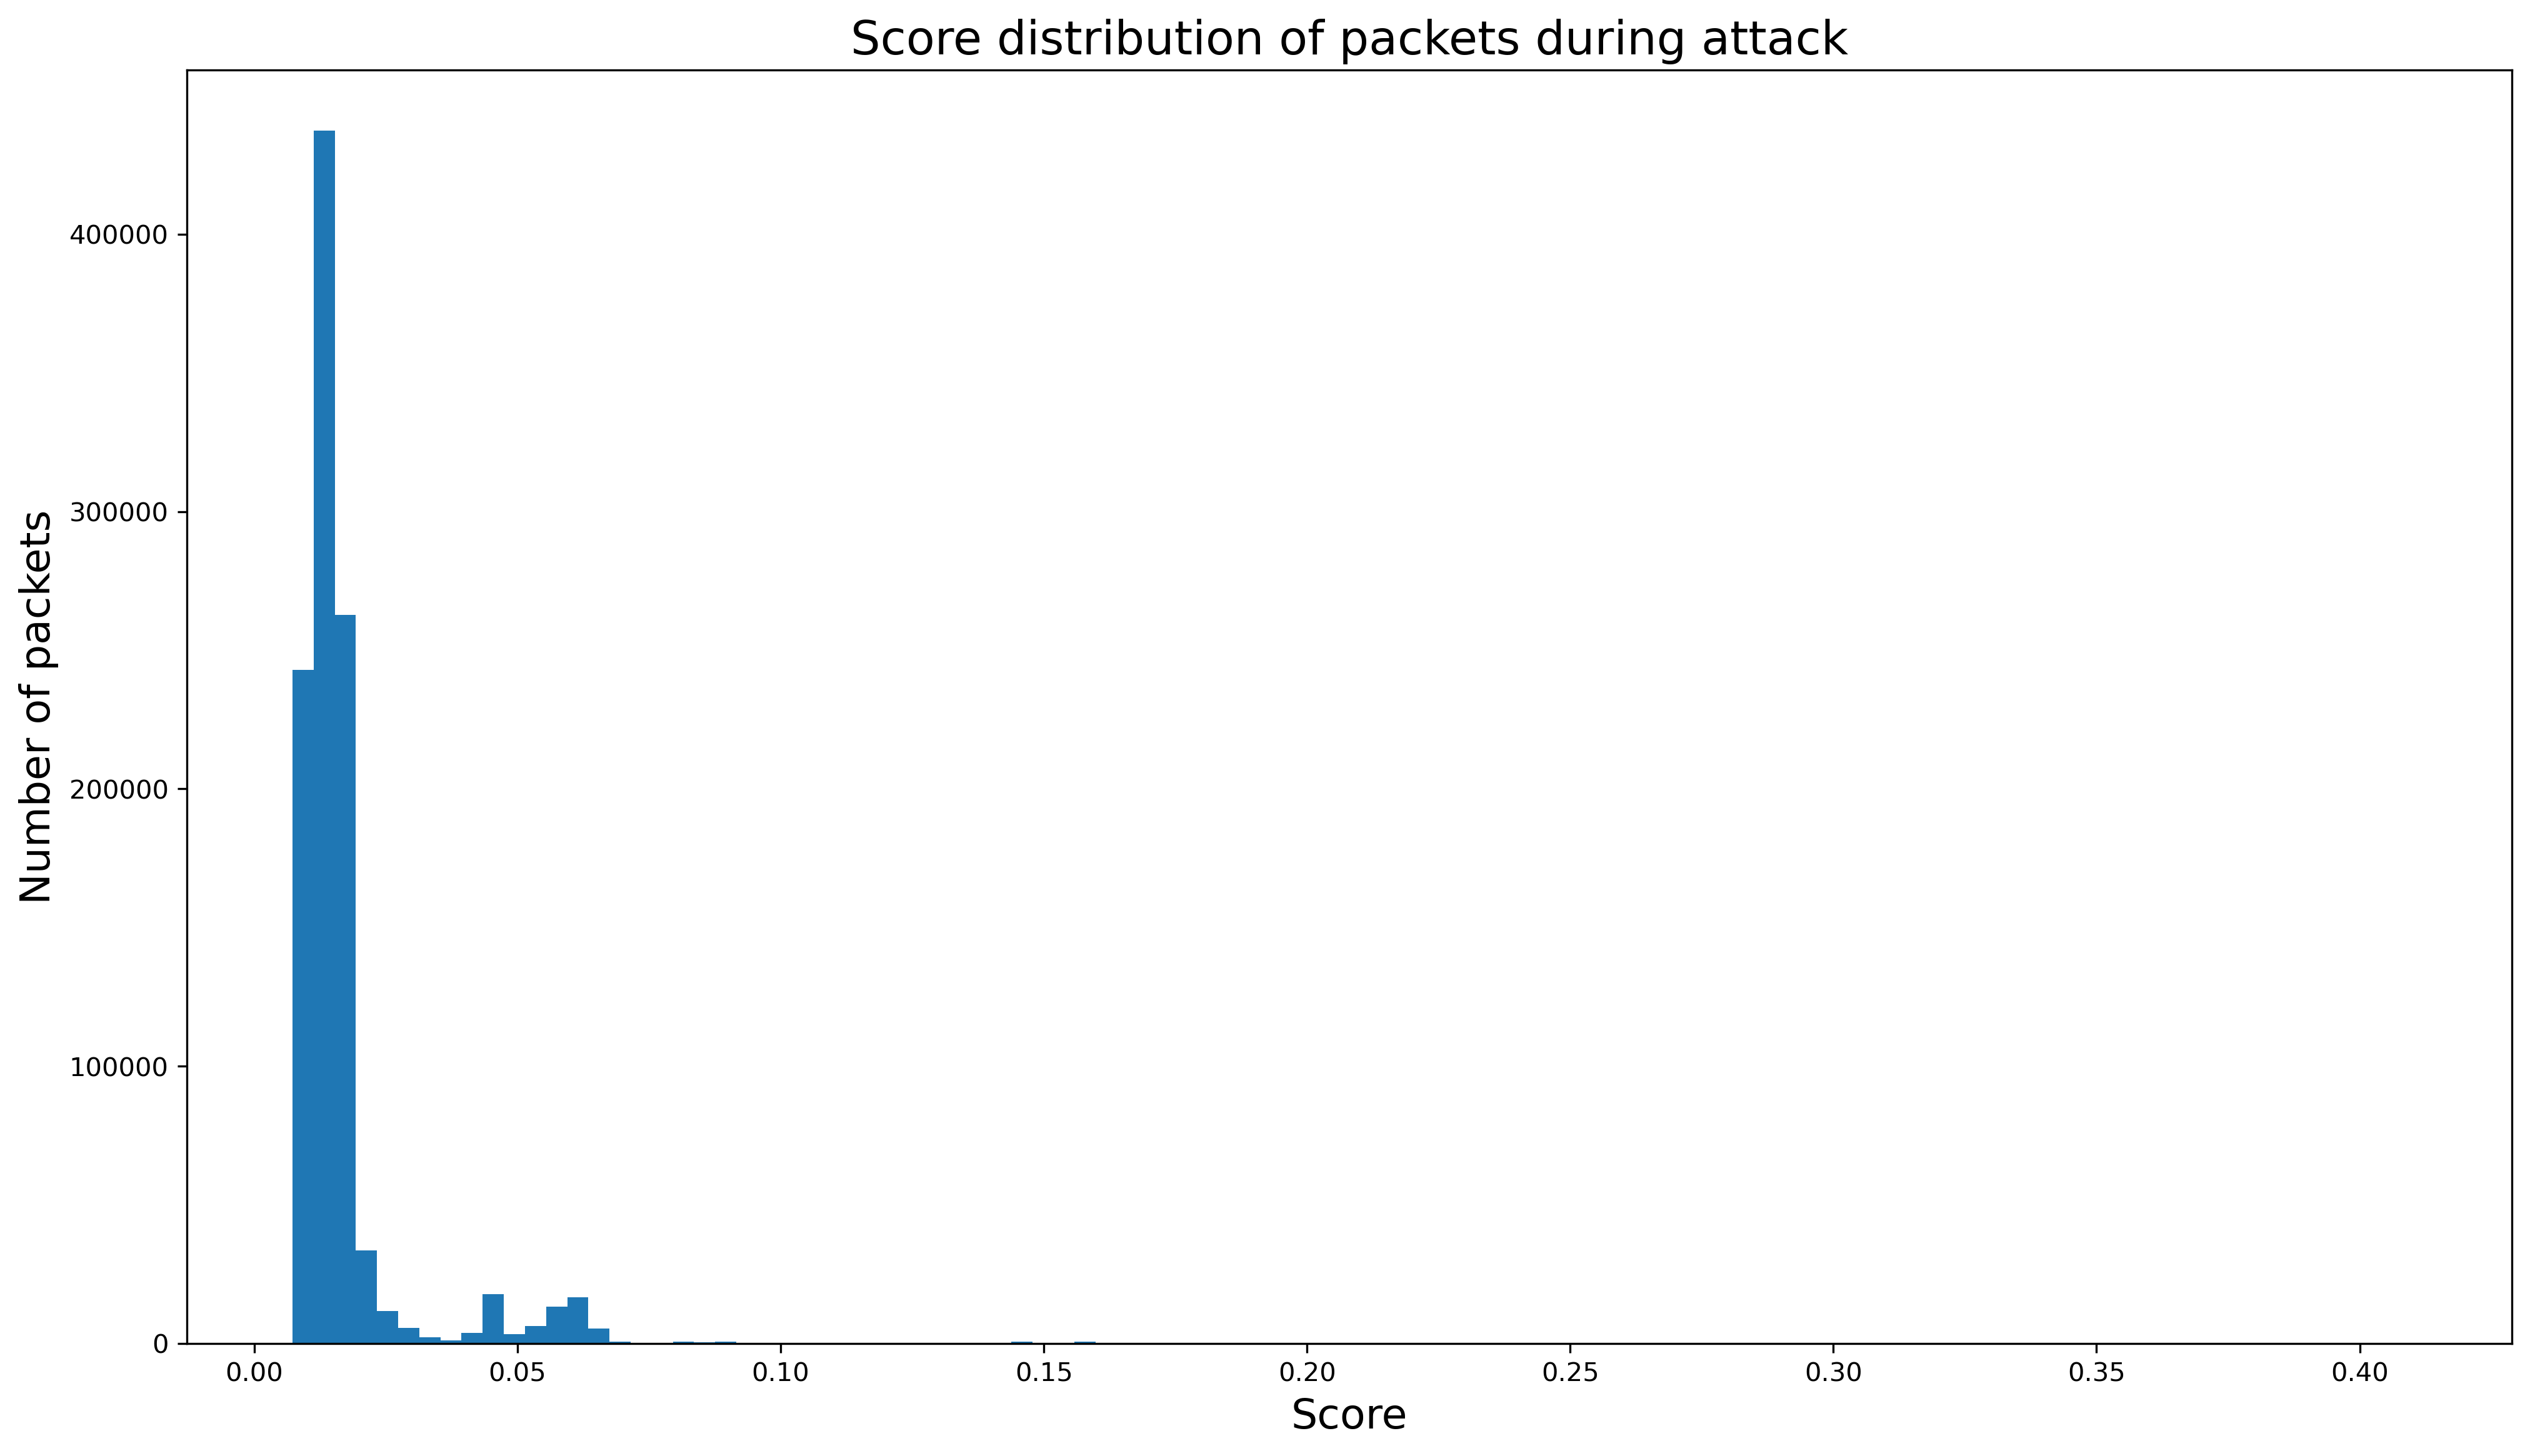 Score distribution of packets during attack
Number of packets
400000
300000
200000
100000
0
0.00 0.05 0.10 0.15 0.20 0.25 0.30 0.35 0.40
Score